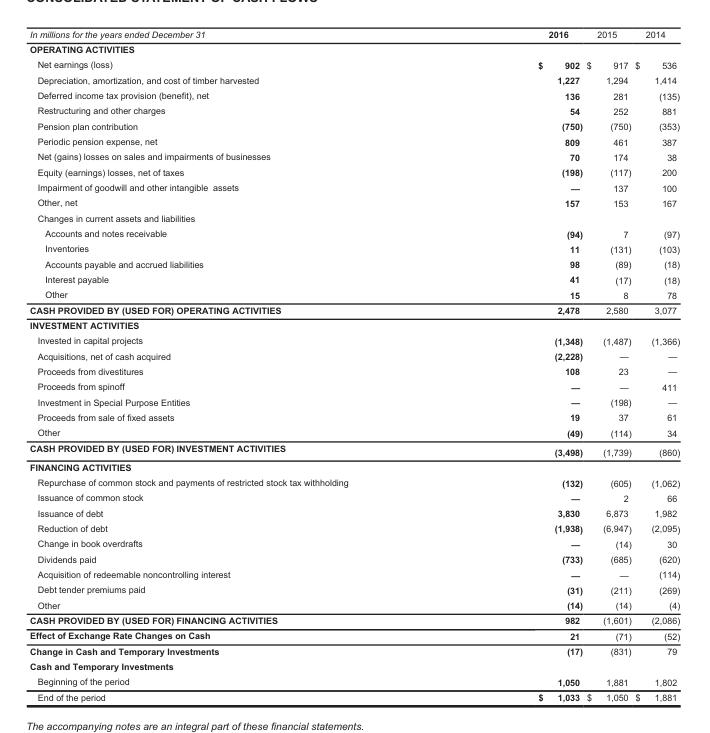 CONSOLIDATED STATEMENT OF CASH FLOWS
In millions for the years ended December 31 2016 2015 2014
OPERATING ACTIVITIES
Net earnings (loss) $ 902 $ 917 $ 536
Depreciation, amortization, and cost of timber harvested 1,227 1,294 1,414
Deferred income tax provision (benefit), net 136 281 (135)
Restructuring and other charges 54 252 881
Pension plan contribution (750) (750) (353)
Periodic pension expense, net 809 461 387
Net (gains) losses on sales and impairments of businesses 70 174 38
Equity (earnings) losses, net of taxes (198) (117) 200
Impairment of goodwill and other intangible assets — 137 100
Other, net 157 153 167
Changes in current assets and liabilities
Accounts and notes receivable (94) 7 (97)
Inventories 11 (131) (103)
Accounts payable and accrued liabilities 98 (89) (18)
Interest payable 41 (17) (18)
Other 15 8 78
CASH PROVIDED BY (USED FOR) OPERATING ACTIVITIES 2,478 2,580 3,077
INVESTMENT ACTIVITIES
Invested in capital projects (1,348) (1,487) (1,366)
Acquisitions, net of cash acquired (2,228) — —
Proceeds from divestitures 108 23 —
Proceeds from spinoff — — 411
Investment in Special Purpose Entities — (198) —
Proceeds from sale of fixed assets 19 37 61
Other (49) (114) 34
CASH PROVIDED BY (USED FOR) INVESTMENT ACTIVITIES (3,498) (1,739) (860)
FINANCING ACTIVITIES
Repurchase of common stock and payments of restricted stock tax withholding (132) (605) (1,062)
Issuance of common stock — 2 66
Issuance of debt 3,830 6,873 1,982
Reduction of debt (1,938) (6,947) (2,095)
Change in book overdrafts — (14) 30
Dividends paid (733) (685) (620)
Acquisition of redeemable noncontrolling interest — — (114)
Debt tender premiums paid (31) (211) (269)
Other (14) (14) (4)
CASH PROVIDED BY (USED FOR) FINANCING ACTIVITIES 982 (1,601) (2,086)
Effect of Exchange Rate Changes on Cash 21 (71) (52)
Change in Cash and Temporary Investments (17) (831) 79
Cash and Temporary Investments
Beginning of the period 1,050 1,881 1,802
End of the period $ 1,033 $ 1,050 $ 1,881
The accompanying notes are an integral part of these financial statements.